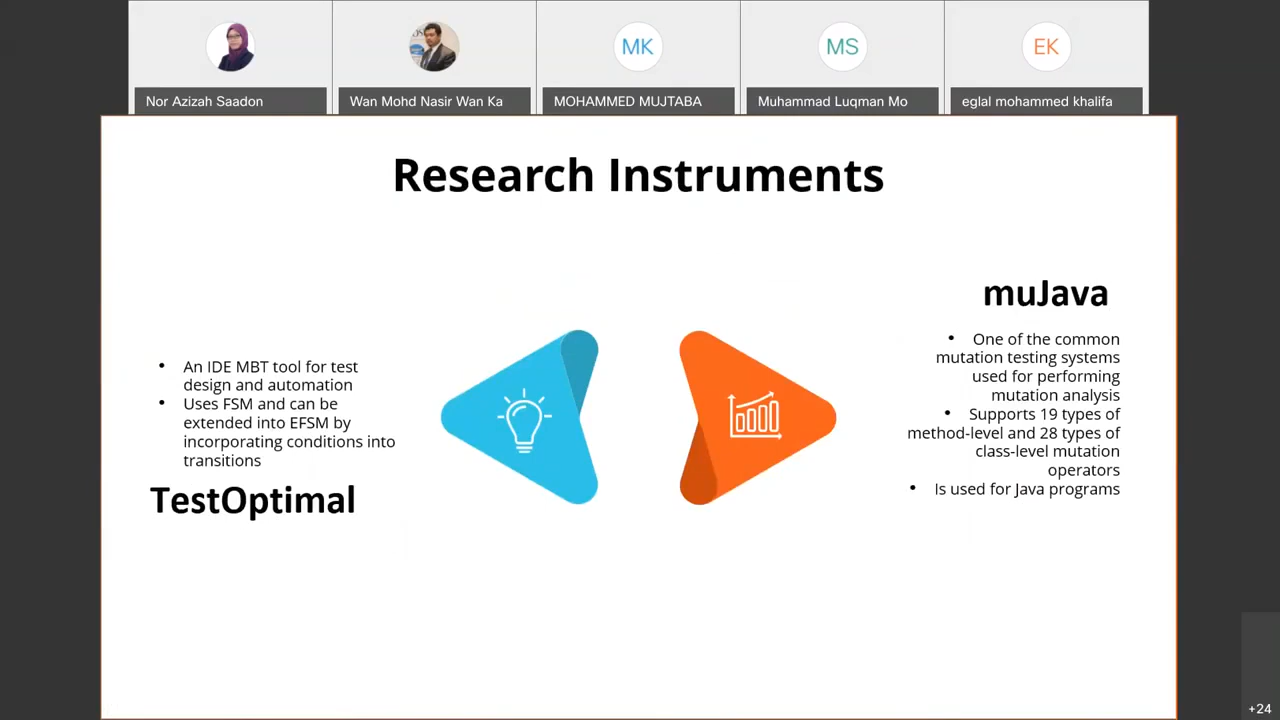 MK
MS
EK
Nor Azizah Saadon
Wan Mohd Nasir Wan Ka
MOHAMMED MUJTABA
Muhammad Luqman Mo
eglal mohammed khalifa
Research Instruments
• An IDE MBT tool for test
design and automation
• Uses FSM and can be
extended into EFSM by
incorporating conditions into
transitions
TestOptimal
muJava
• One of the common
mutation testing systems
used for performing
mutation analysis
• Supports 19 types of
method-level and 28 types of
class-level mutation
operators
• Is used for Java programs
+24